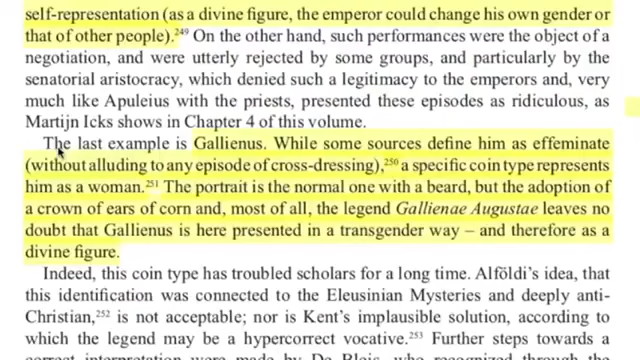 self-representation (as a divine figure, the emperor could change his own gender or
that of other people).249 On the other hand, such performances were the object of a
negotiation, and were utterly rejected by some groups, and particularly by the
senatorial aristocracy, which denied such a legitimacy to the emperors and, very
much like Apuleius with the priests, presented these episodes as ridiculous, as
Martijn Icks shows in Chapter 4 of this volume.
The last example is Gallienus. While some sources define him as effeminate
(without alluding to any episode of cross-dressing),250 a specific coin type represents
him as a woman.251 The portrait is the normal one with a beard, but the adoption of
a crown of ears of corn and, most of all, the legend Gallienae Augustae leaves no
doubt that Gallienus is here presented in a transgender way – and therefore as a
divine figure.
Indeed, this coin type has troubled scholars for a long time. Alföldi's idea, that
this identification was connected to the Eleusinian Mysteries and deeply anti-
Christian,252 is not acceptable; nor is Kent's implausible solution, according to
which the legend may be a hypercorrect vocative.253 Further steps towards a
correct interpretation were made by De Blois, who recognized through the